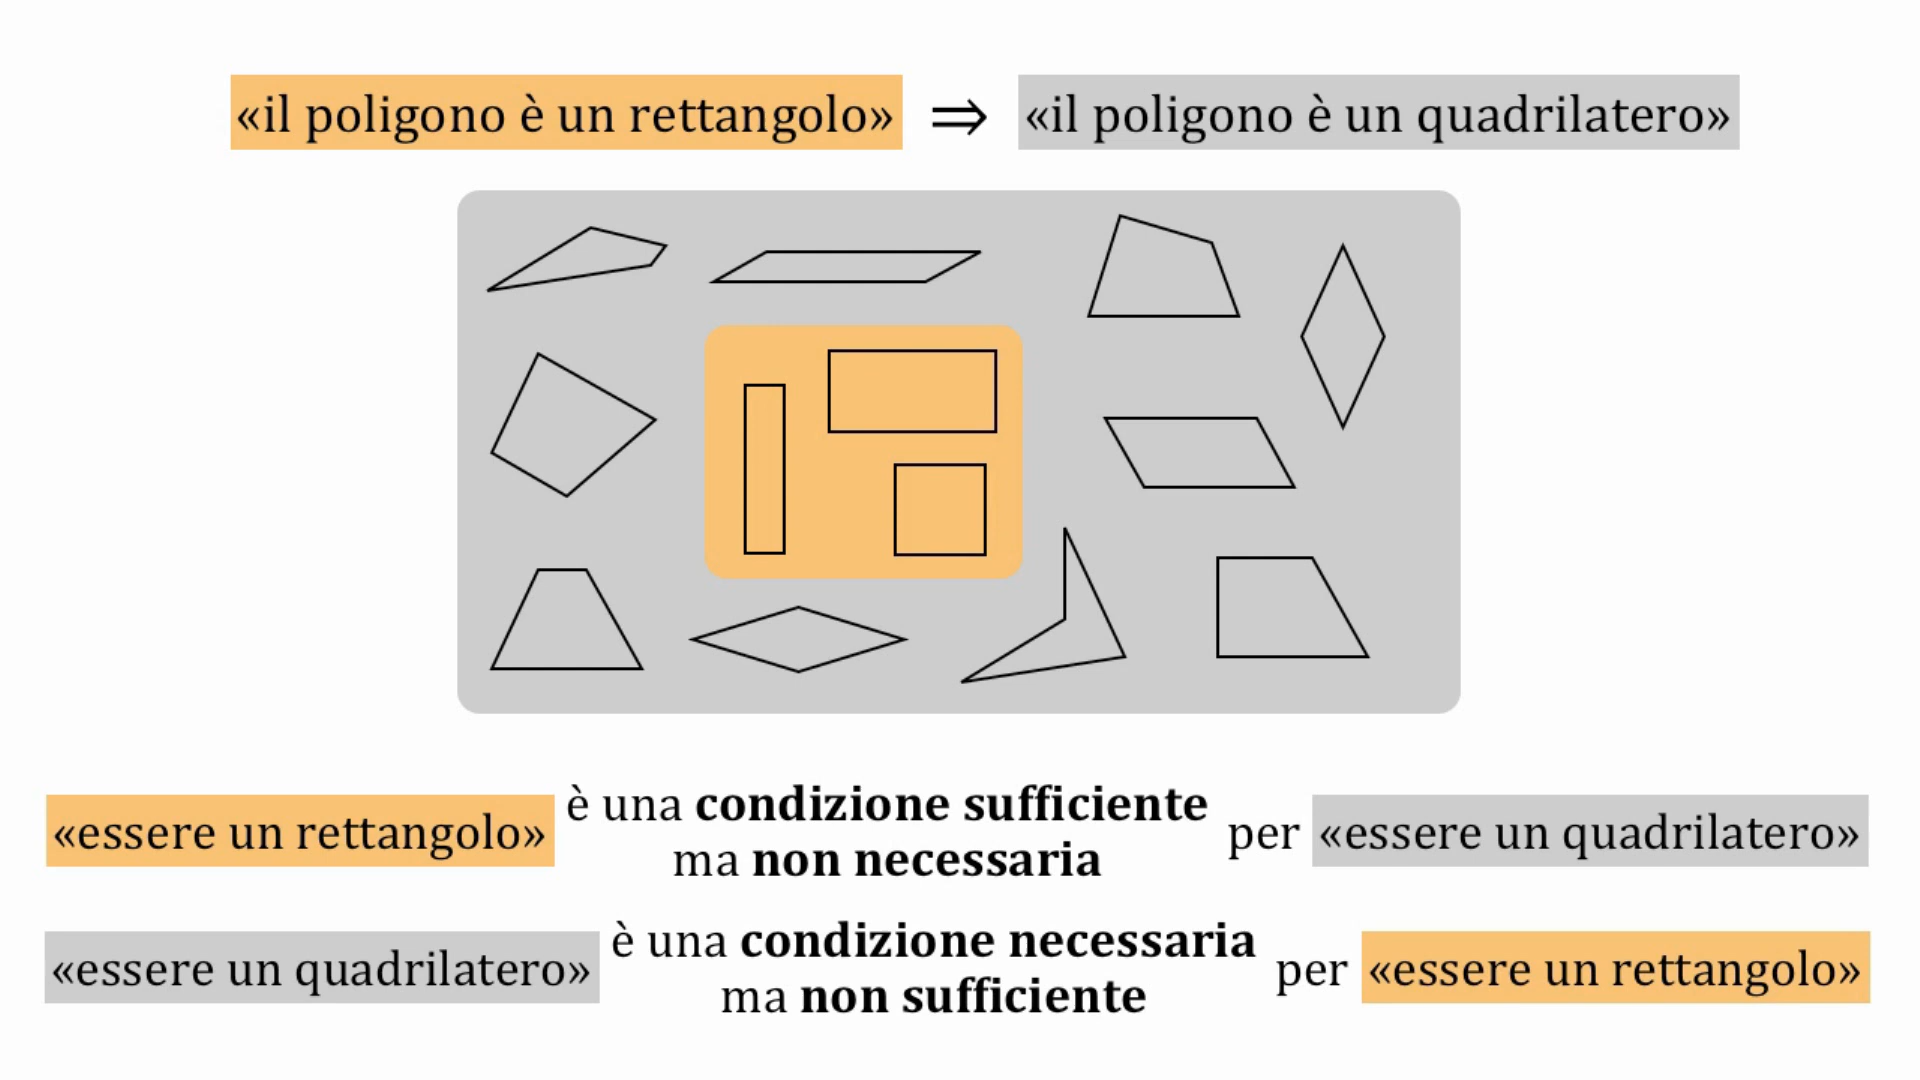 «il poligono è un rettangolo» ⇒ «il poligono è un quadrilatero»
«essere un rettangolo» è una condizione sufficiente ma non necessaria per «essere un quadrilatero»
«essere un quadrilatero» è una condizione necessaria ma non sufficiente per «essere un rettangolo»